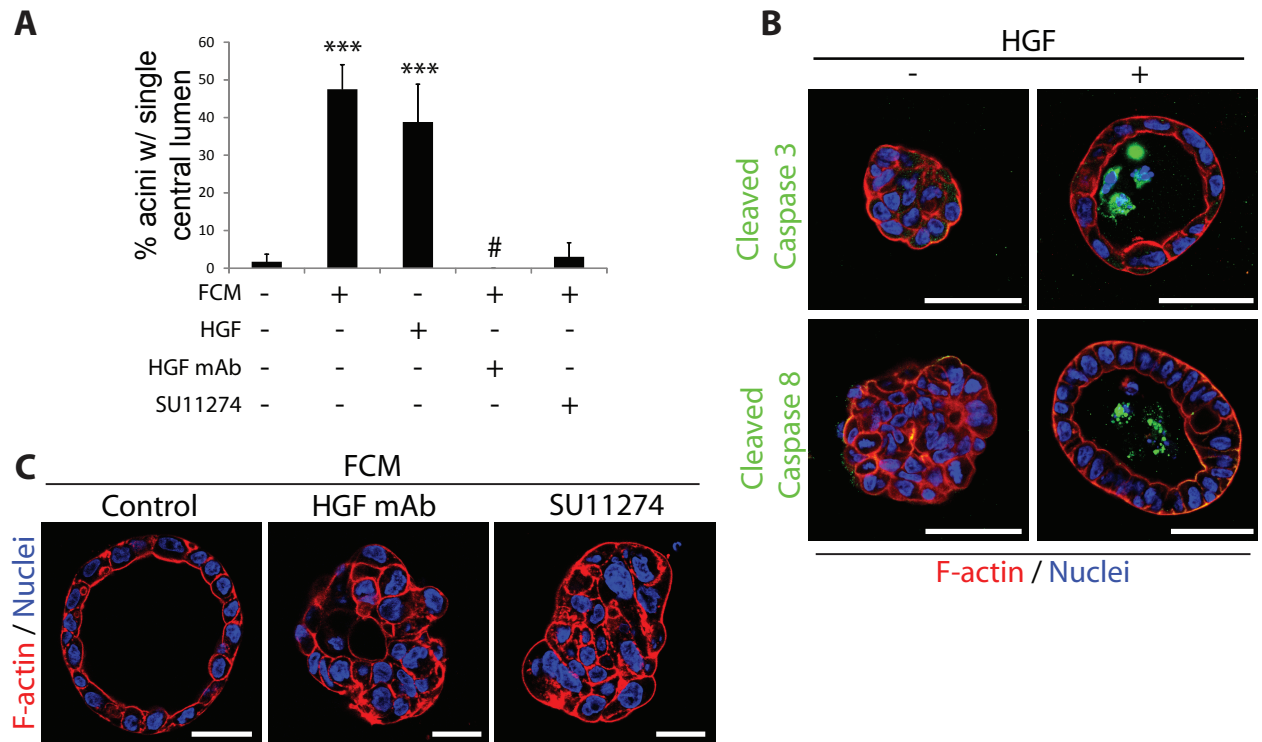 A
% acini w/ single
central lumen
60
50
40
30
20
10
0
***
***
#
FCM - + - + +
HGF - - + - -
HGF mAb - - - + -
SU11274 - - - - +
B
HGF
- +
Cleaved
Caspase 3
Cleaved
Caspase 8
F-actin / Nuclei
C
FCM
Control HGF mAb SU11274
F-actin / Nuclei